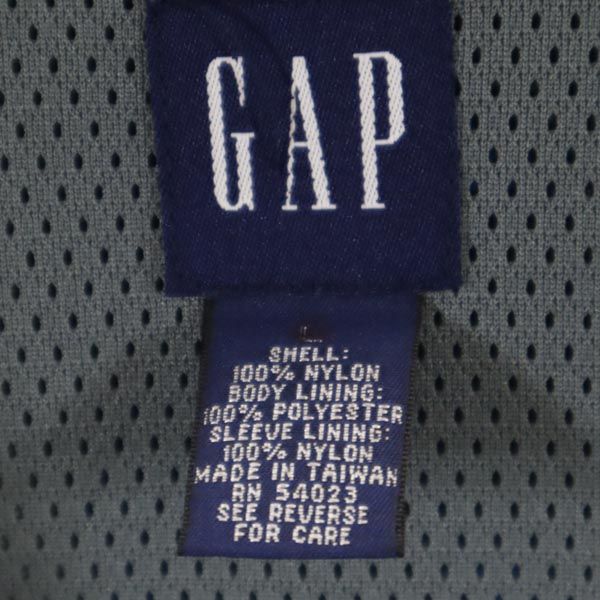 GAP
L
SHELL:
100% NYLON
BODY LINING:
100% POLYESTER
SLEEVE LINING:
100% NYLON
MADE IN TAIWAN
RN 54023
SEE REVERSE
FOR CARE